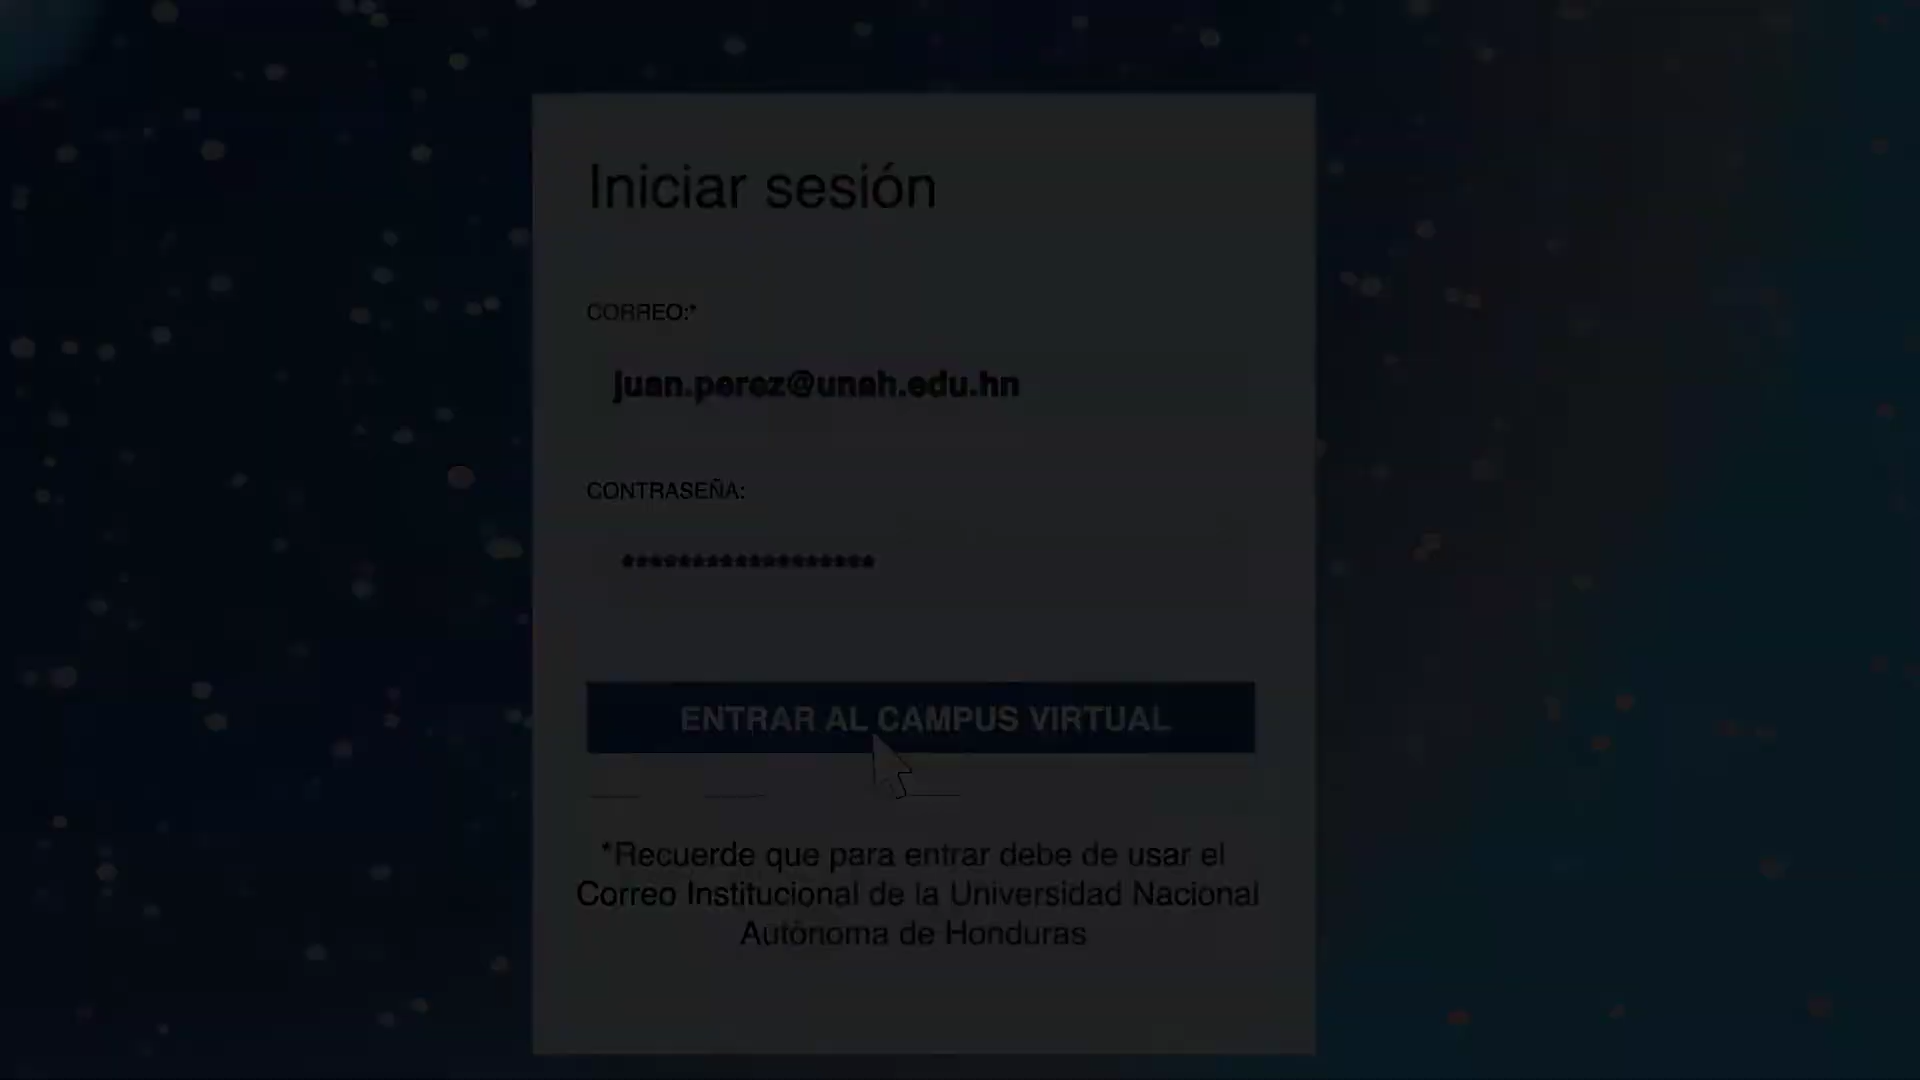 Iniciar sesión
CORREO:*
juan.perez@unah.edu.hn
CONTRASEÑA:
******************
ENTRAR AL CAMPUS VIRTUAL
*Recuerde que para entrar debe de usar el
Correo Institucional de la Universidad Nacional
Autónoma de Honduras